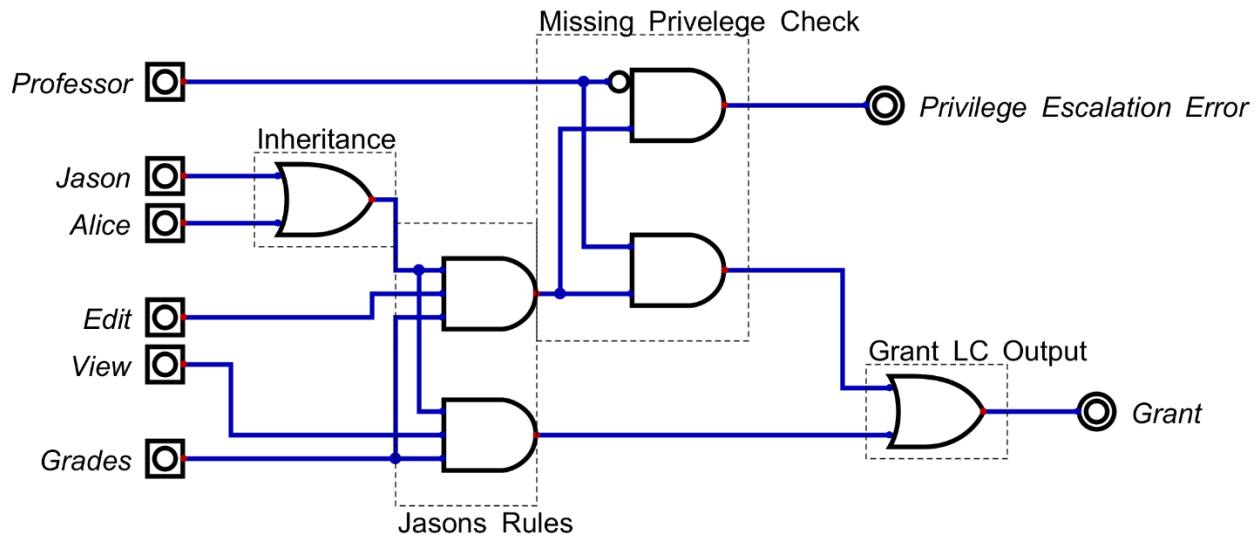 Missing Privelege Check
Professor
Privilege Escalation Error
Inheritance
Jason
Alice
Edit
View
Grant LC Output
Grant
Grades
Jasons Rules